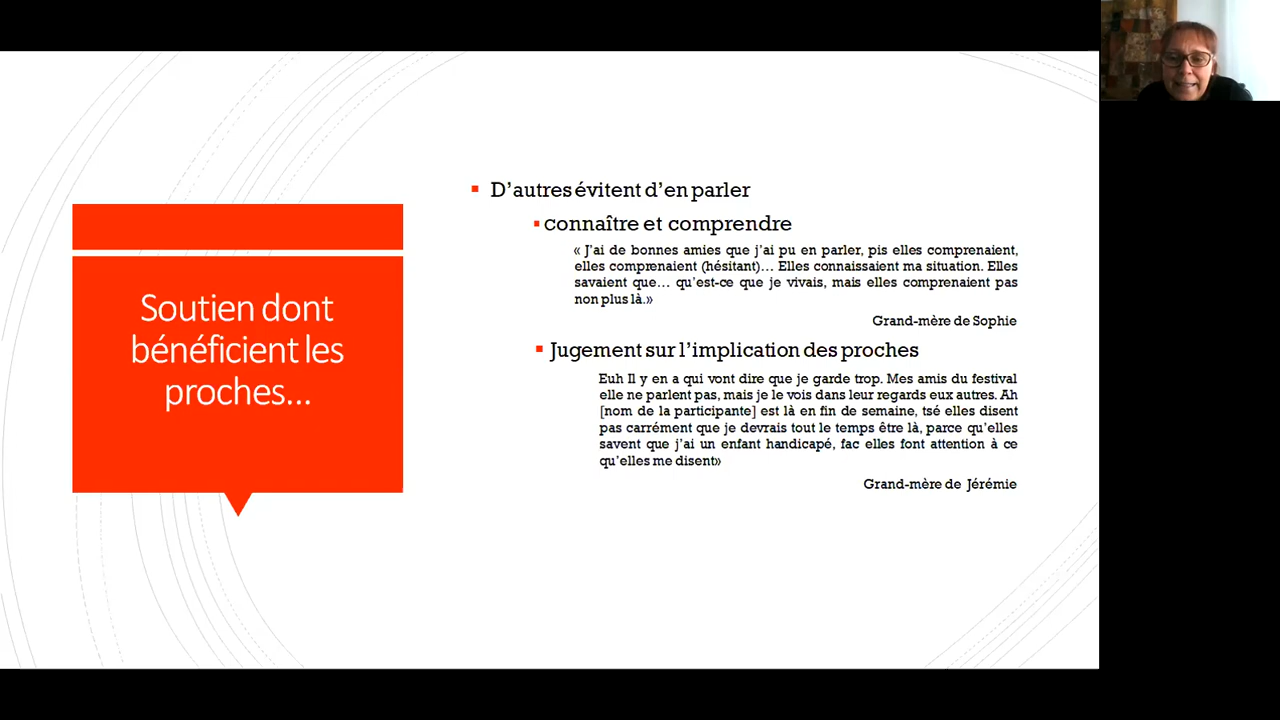 Soutien dont
bénéficient les
proches...
D'autres évitent d'en parler
connaître et comprendre
« J'ai de bonnes amies que j'ai pu en parler, pis elles comprenaient,
elles comprenaient (hésitant)… Elles connaissaient ma situation. Elles
savaient que… qu'est-ce que je vivais, mais elles comprenaient pas
non plus là.»
Grand-mère de Sophie
Jugement sur l'implication des proches
Euh Il y en a qui vont dire que je garde trop. Mes amis du festival
elle ne parlent pas, mais je le vois dans leur regards eux autres. Ah
[nom de la participante] est là en fin de semaine, tsé elles disent
pas carrément que je devrais tout le temps être là, parce qu'elles
savent que j'ai un enfant handicapé, fac elles font attention à ce
qu'elles me disent»
Grand-mère de Jérémie